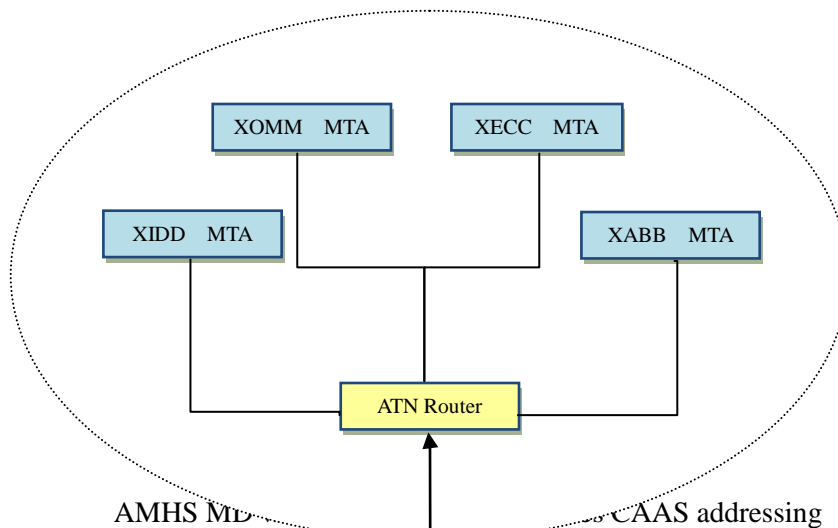 XOMM MTA
XECC MTA
XIDD MTA
XABB MTA
ATN Router
AMHS MD CAAS addressing